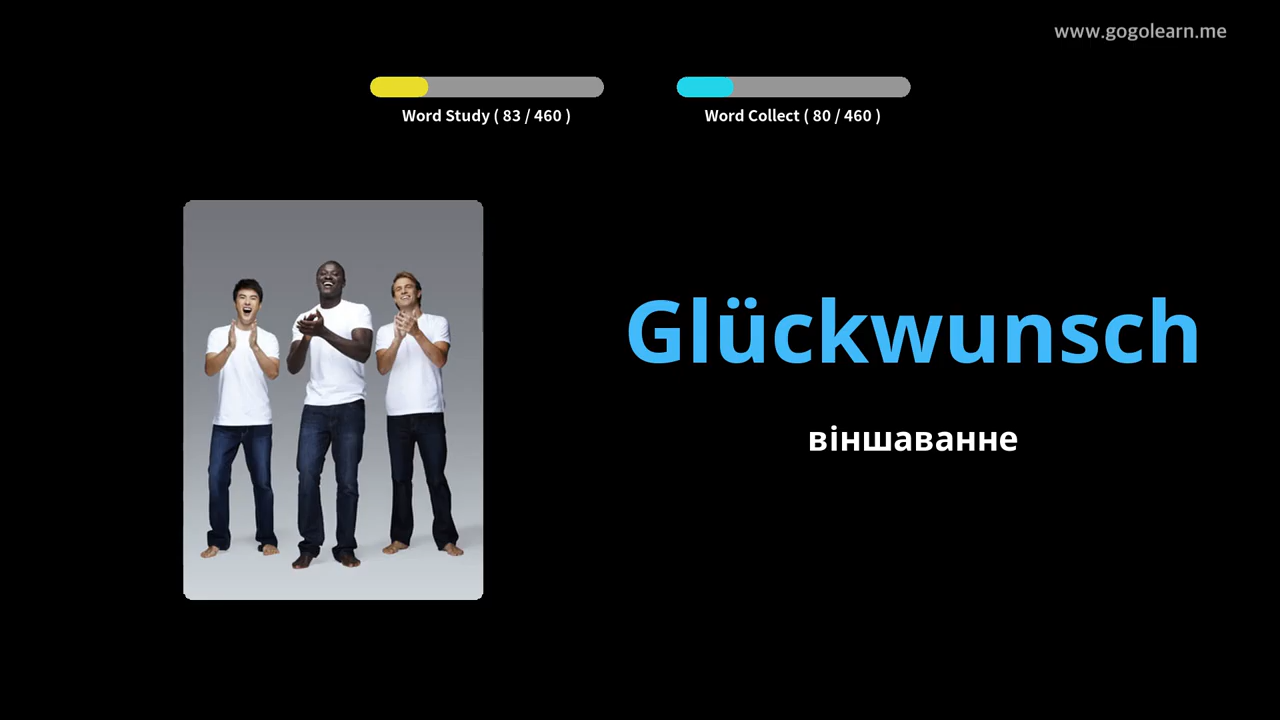 www.gogolearn.me
Word Study ( 83 / 460 )
Word Collect ( 80 / 460 )
Glückwunsch
віншаванне